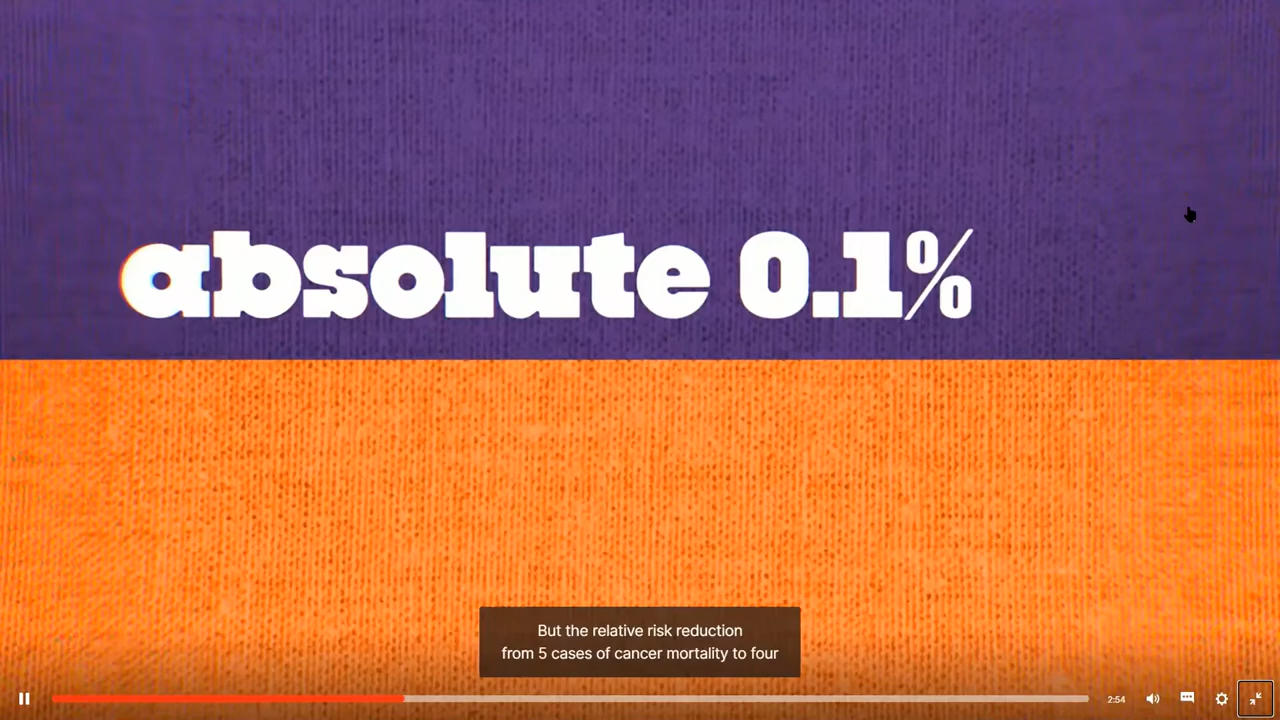 absolute 0.1%
But the relative risk reduction
from 5 cases of cancer mortality to four
2:54